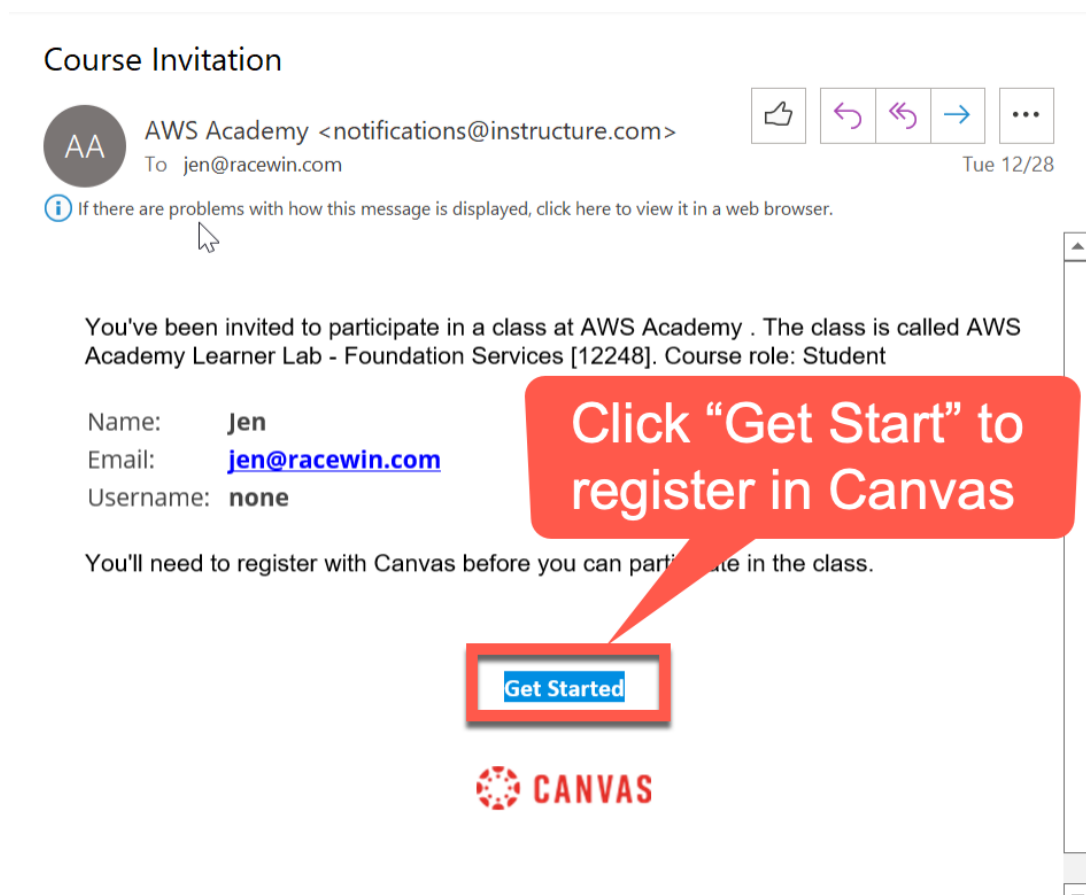 Course Invitation
AA
AWS Academy <notifications@instructure.com>
To jen@racewin.com
Tue 12/28
If there are problems with how this message is displayed, click here to view it in a web browser.
You've been invited to participate in a class at AWS Academy . The class is called AWS
Academy Learner Lab - Foundation Services [12248]. Course role: Student
Name: Jen
Email: jen@racewin.com
Username: none
Click “Get Start” to
register in Canvas
You'll need to register with Canvas before you can participate in the class.
Get Started
CANVAS